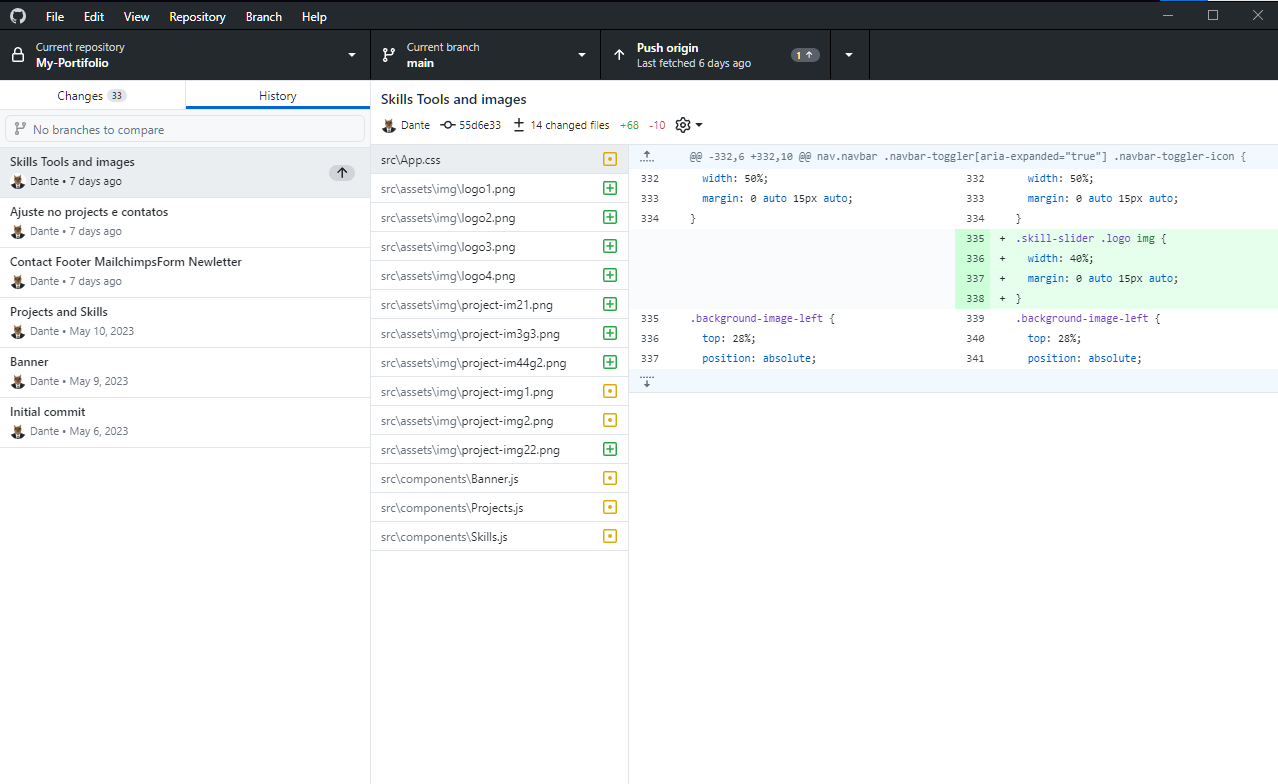 File Edit View Repository Branch Help
Current repository
My-Portifolio
Current branch
main
Push origin
Last fetched 6 days ago
1
Changes 33
History
No branches to compare
Skills Tools and images
Dante • 7 days ago
Ajuste no projects e contatos
Dante • 7 days ago
Contact Footer MailchimpsForm Newletter
Dante • 7 days ago
Projects and Skills
Dante • May 10, 2023
Banner
Dante • May 9, 2023
Initial commit
Dante • May 6, 2023
Skills Tools and images
Dante 55d6e33 14 changed files +68 -10
src\App.css
src\assets\img\logo1.png
src\assets\img\logo2.png
src\assets\img\logo3.png
src\assets\img\logo4.png
src\assets\img\project-im21.png
src\assets\img\project-im3g3.png
src\assets\img\project-im44g2.png
src\assets\img\project-img1.png
src\assets\img\project-img2.png
src\assets\img\project-img22.png
src\components\Banner.js
src\components\Projects.js
src\components\Skills.js
@@ -332,6 +332,10 @@ nav.navbar .navbar-toggler[aria-expanded="true"] .navbar-toggler-icon {
332 width: 50%; 332 width: 50%;
333 margin: 0 auto 15px auto; 333 margin: 0 auto 15px auto;
334 } 334 }
335 + .skill-slider .logo img {
336 + width: 40%;
337 + margin: 0 auto 15px auto;
338 + }
335 .background-image-left { 339 .background-image-left {
336 top: 28%; 340 top: 28%;
337 position: absolute; 341 position: absolute;